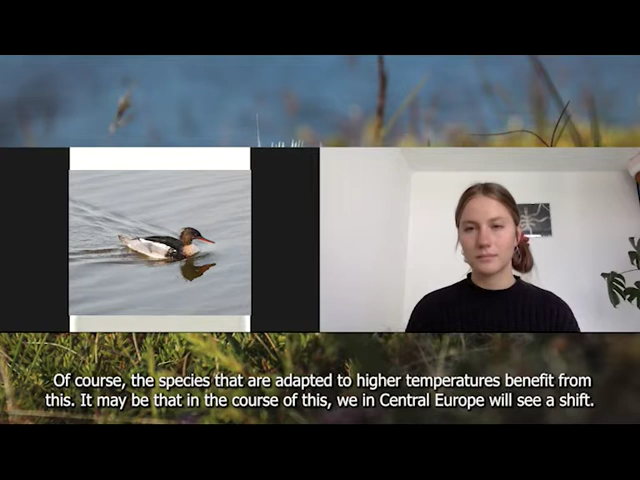 Of course, the species that are adapted to higher temperatures benefit from
this. It may be that in the course of this, we in Central Europe will see a shift.